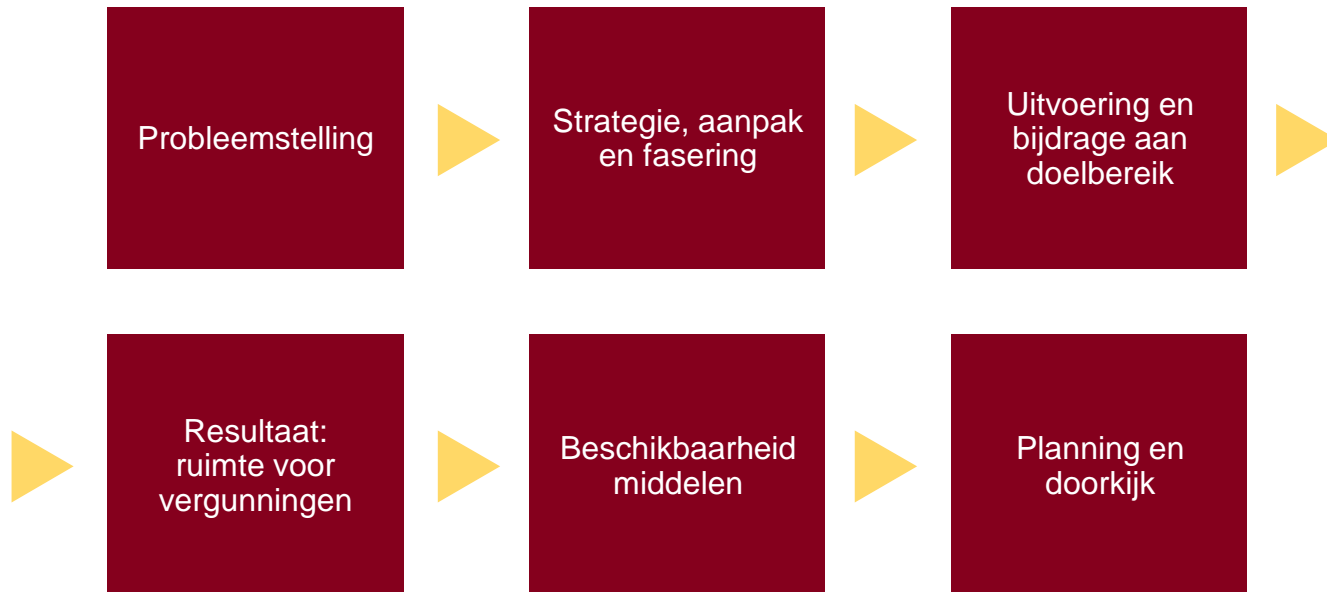 Probleemstelling
Strategie, aanpak
en fasering
Uitvoering en
bijdrage aan
doelbereik
Resultaat:
ruimte voor
vergunningen
Beschikbaarheid
middelen
Planning en
doorkijk